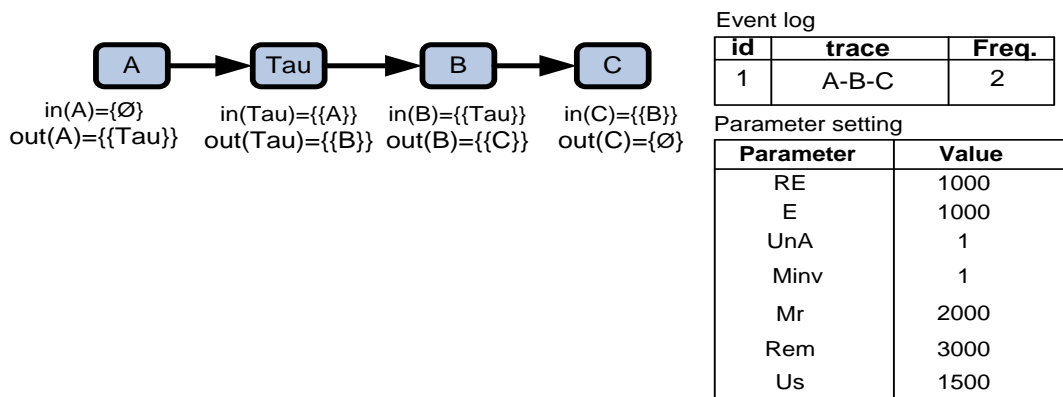 A Tau B C
in(A)={Ø} in(Tau)={{A}} in(B)={{Tau}} in(C)={{B}}
out(A)={{Tau}} out(Tau)={{B}} out(B)={{C}} out(C)={Ø}
Event log
id trace Freq.
1 A-B-C 2
Parameter setting
Parameter Value
RE 1000
E 1000
UnA 1
Minv 1
Mr 2000
Rem 3000
Us 1500